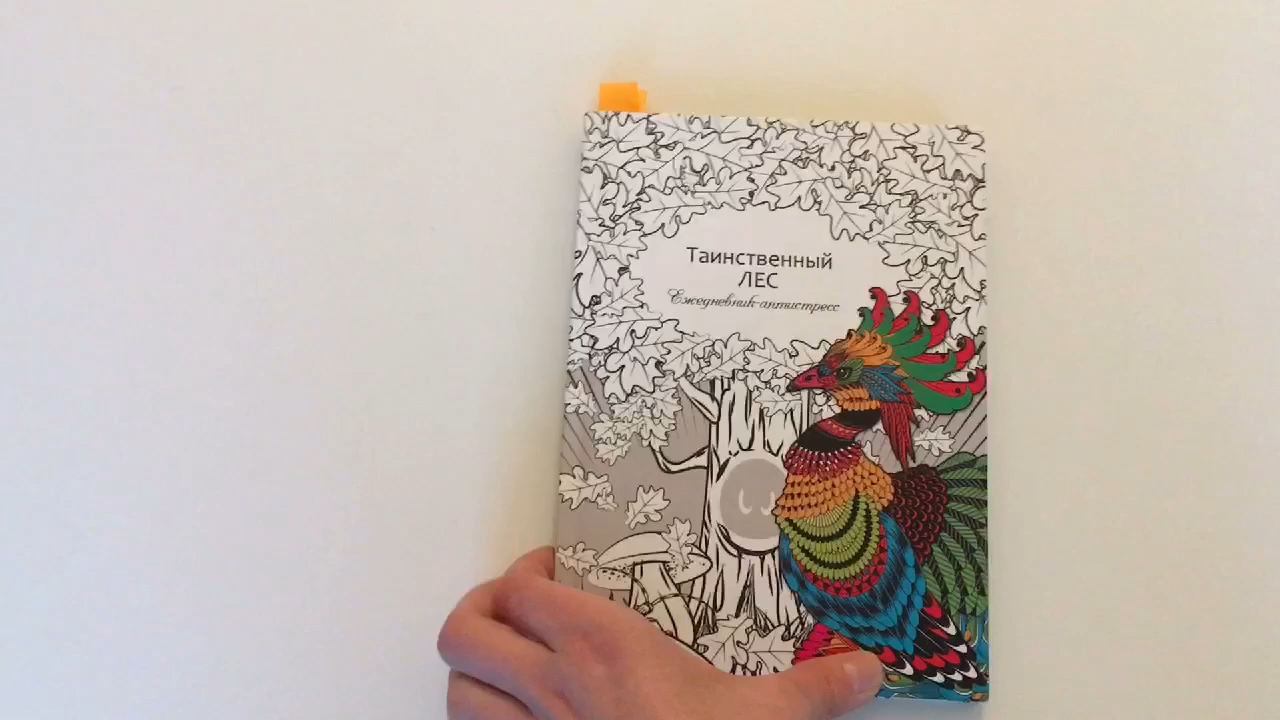 Таинственный
ЛЕС
Ежедневник-антистресс